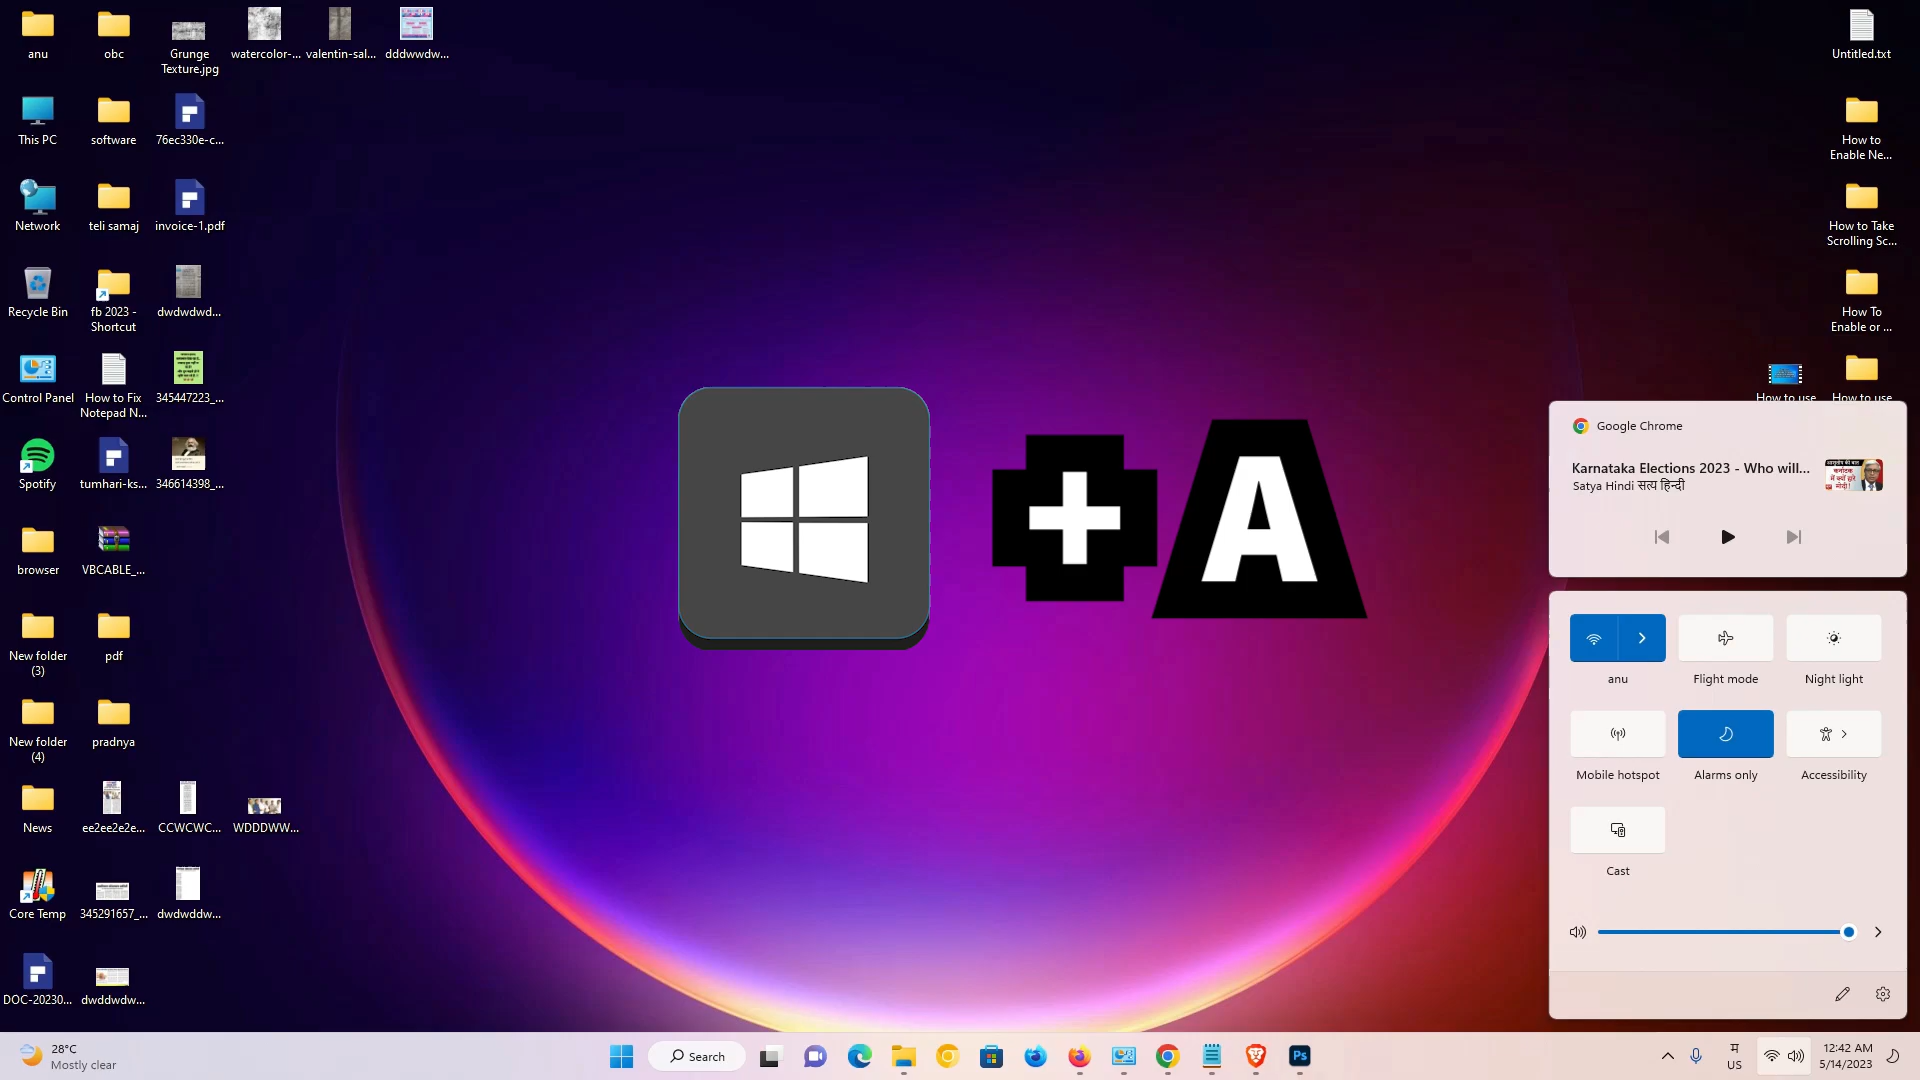 anu
obc
Grunge
Texture.jpg
watercolor-...
valentin-sal...
dddwwdw...
Untitled.txt
This PC
software
76ec330e-c...
How to
Enable Ne...
Network
teli samaj
invoice-1.pdf
How to Take
Scrolling Sc...
Recycle Bin
fb 2023 -
Shortcut
dwdwdwd...
How To
Enable or ...
Control Panel
How to Fix
Notepad N...
345447223_...
How to use
How to use
Spotify
tumhari-ks...
346614398_...
browser
VBCABLE_...
New folder
(3)
pdf
New folder
(4)
pradnya
News
ee2ee2e2e...
CCWCWC...
WDDDWW...
Core Temp
345291657_...
dwdwddw...
DOC-20230...
dwddwdw...
+A
Google Chrome
Karnataka Elections 2023 - Who will...
Satya Hindi सत्य हिन्दी
anu
Flight mode
Night light
Mobile hotspot
Alarms only
Accessibility
Cast
28°C
Mostly clear
Search
Ps
म
US
12:42 AM
5/14/2023